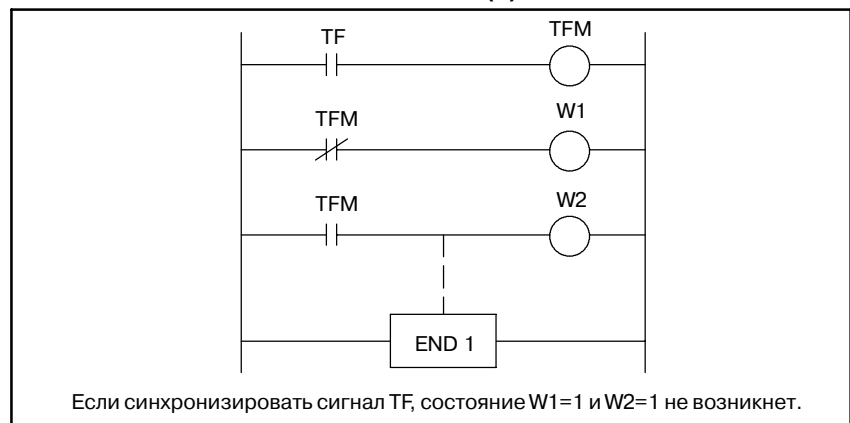 TF TFM
TFM W1
TFM W2
END 1
Если синхронизировать сигнал TF, состояние W1=1 и W2=1 не возникнет.